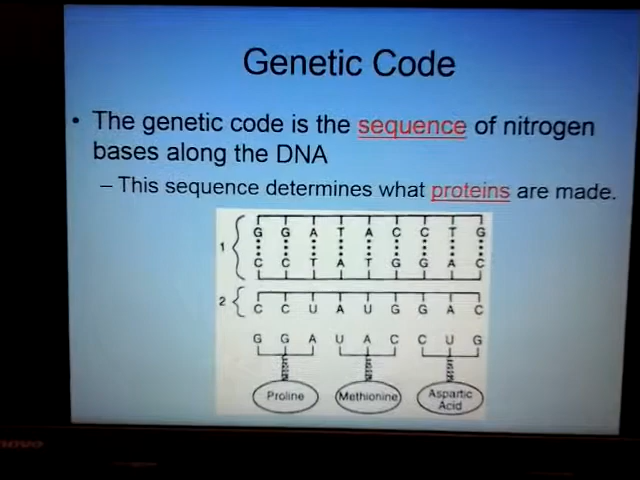 Genetic Code
• The genetic code is the sequence of nitrogen
bases along the DNA
– This sequence determines what proteins are made.
G G A T A C C T G
1
C C T A T G G A C
2
C C U A U G G A C
G G A U A C C U G
Proline Methionine Aspartic
Acid